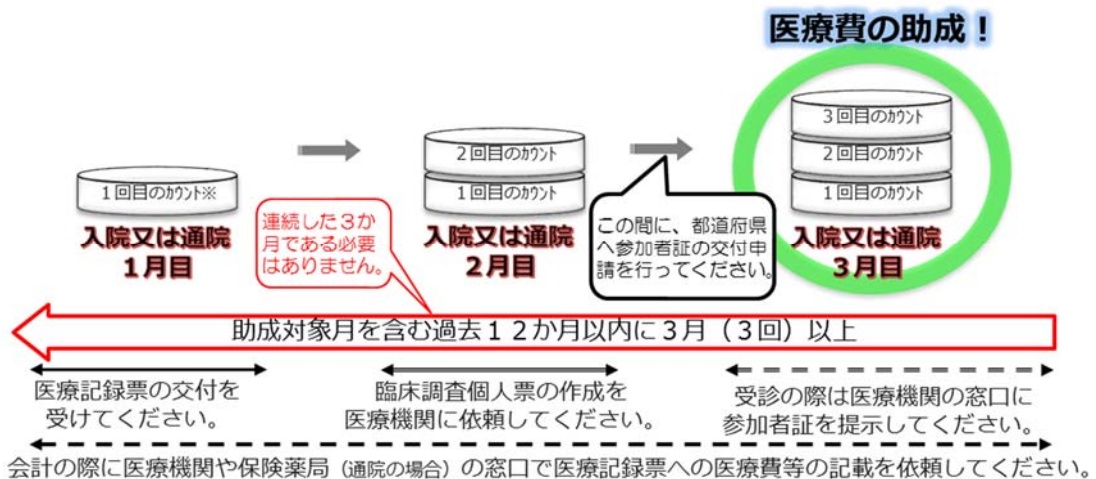 医療費の助成！
1回目のカウント※
入院又は通院
1月目
連続した３か
月である必要
はありません。
2回目のカウント
1回目のカウント
入院又は通院
2月目
この間に、都道府県
へ参加者証の交付申
請を行ってください。
3回目のカウント
2回目のカウント
1回目のカウント
入院又は通院
3月目
助成対象月を含む過去１２か月以内に３月（３回）以上
医療記録票の交付を
受けてください。
臨床調査個人票の作成を
医療機関に依頼してください。
受診の際は医療機関の窓口に
参加者証を提示してください。
会計の際に医療機関や保険薬局（通院の場合）の窓口で医療記録票への医療費等の記載を依頼してください。